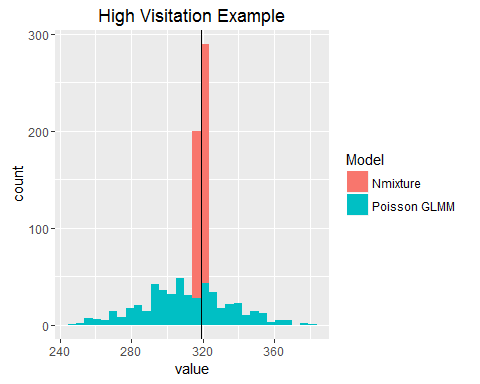 High Visitation Example
300
200
100
0
count
240
280
320
360
value
Model
Nmixture
Poisson GLMM